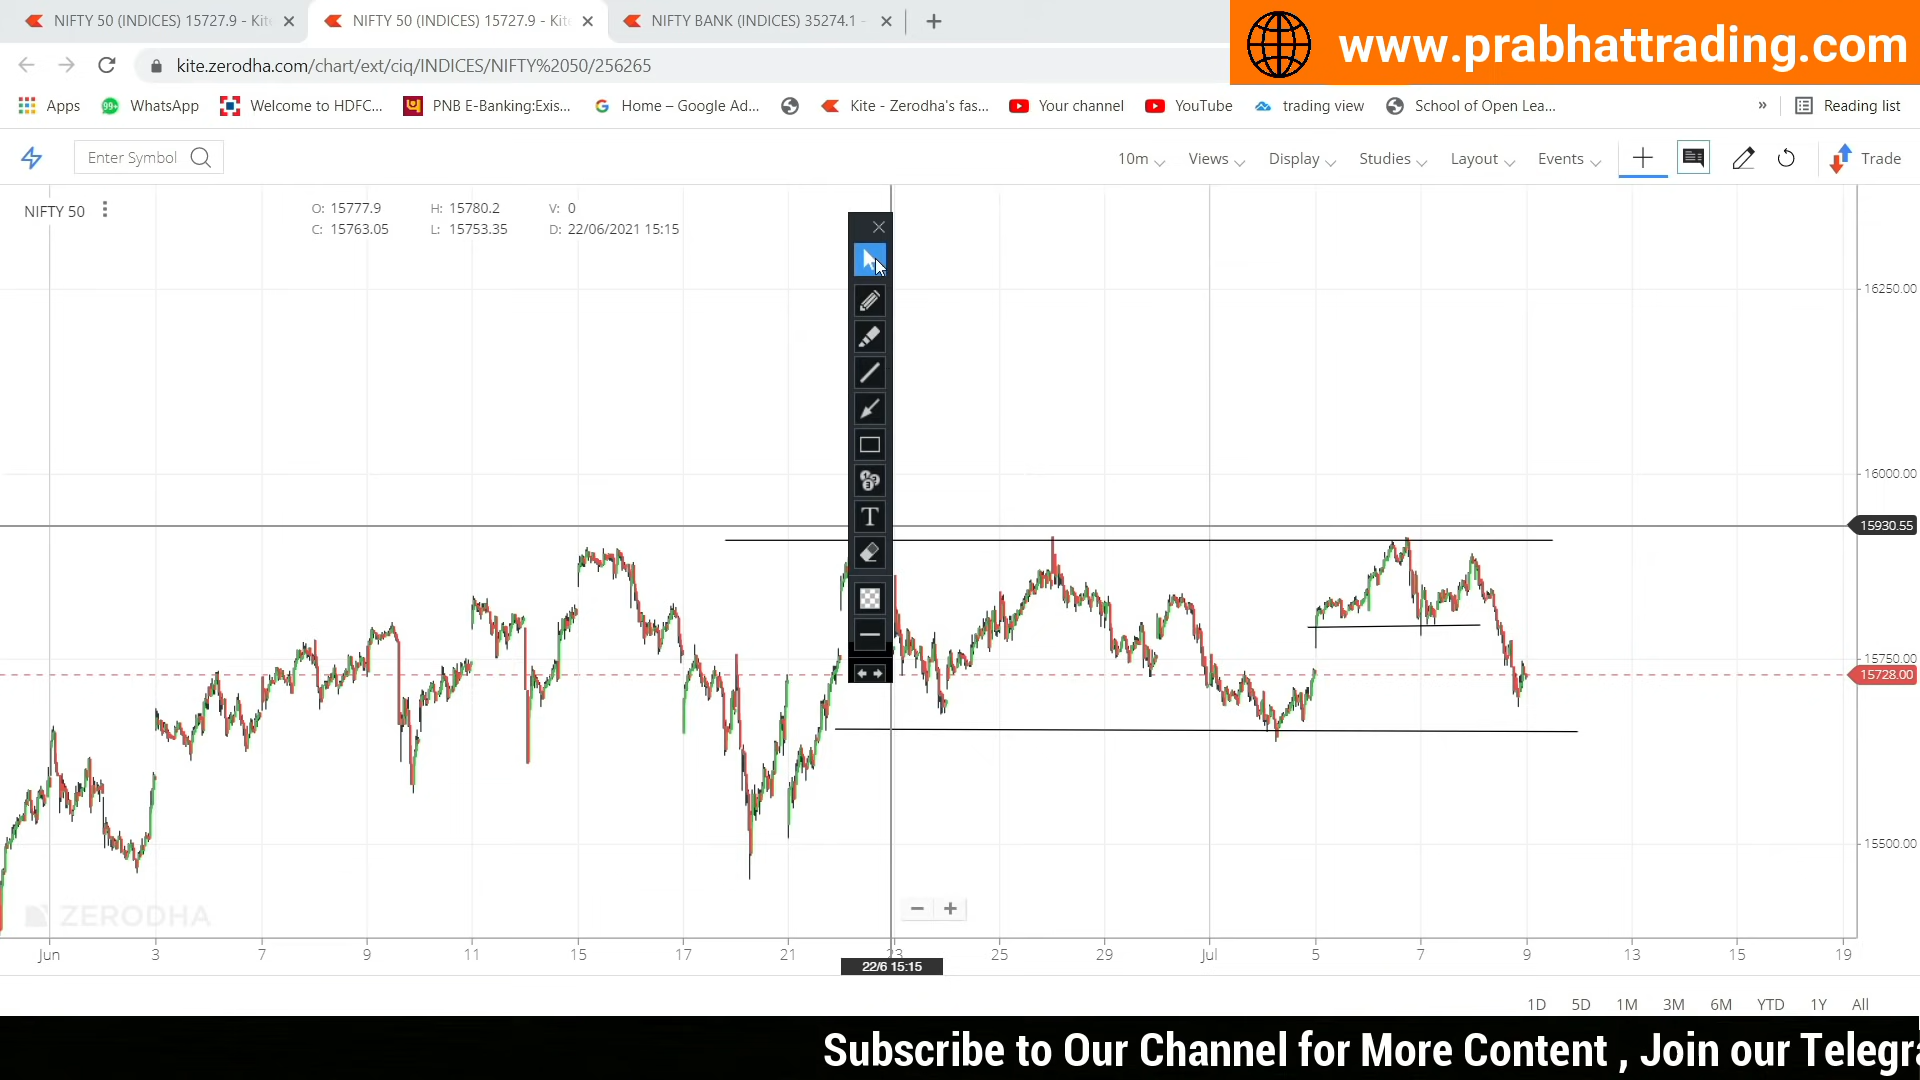 NIFTY 50 (INDICES) 15727.9 - Kit
NIFTY 50 (INDICES) 15727.9 - Kit
NIFTY BANK (INDICES) 35274.1 -
www.prabhattrading.com
kite.zerodha.com/chart/ext/ciq/INDICES/NIFTY%2050/256265
Apps
99+
WhatsApp
Welcome to HDFC...
PNB E-Banking:Exis...
Home – Google Ad...
Kite - Zerodha's fas...
Your channel
YouTube
trading view
School of Open Lea...
»
Reading list
Enter Symbol
10m
Views
Display
Studies
Layout
Events
Trade
NIFTY 50
O: 15777.9 H: 15780.2 V: 0
C: 15763.05 L: 15753.35 D: 22/06/2021 15:15
T
16250.00
16000.00
15930.55
15750.00
15728.00
15500.00
ZERODHA
Jun 3 7 9 11 15 17 21 23 25 29 Jul 5 7 9 13 15 19
22/6 15:15
1D 5D 1M 3M 6M YTD 1Y All
Subscribe to Our Channel for More Content , Join our Telegra